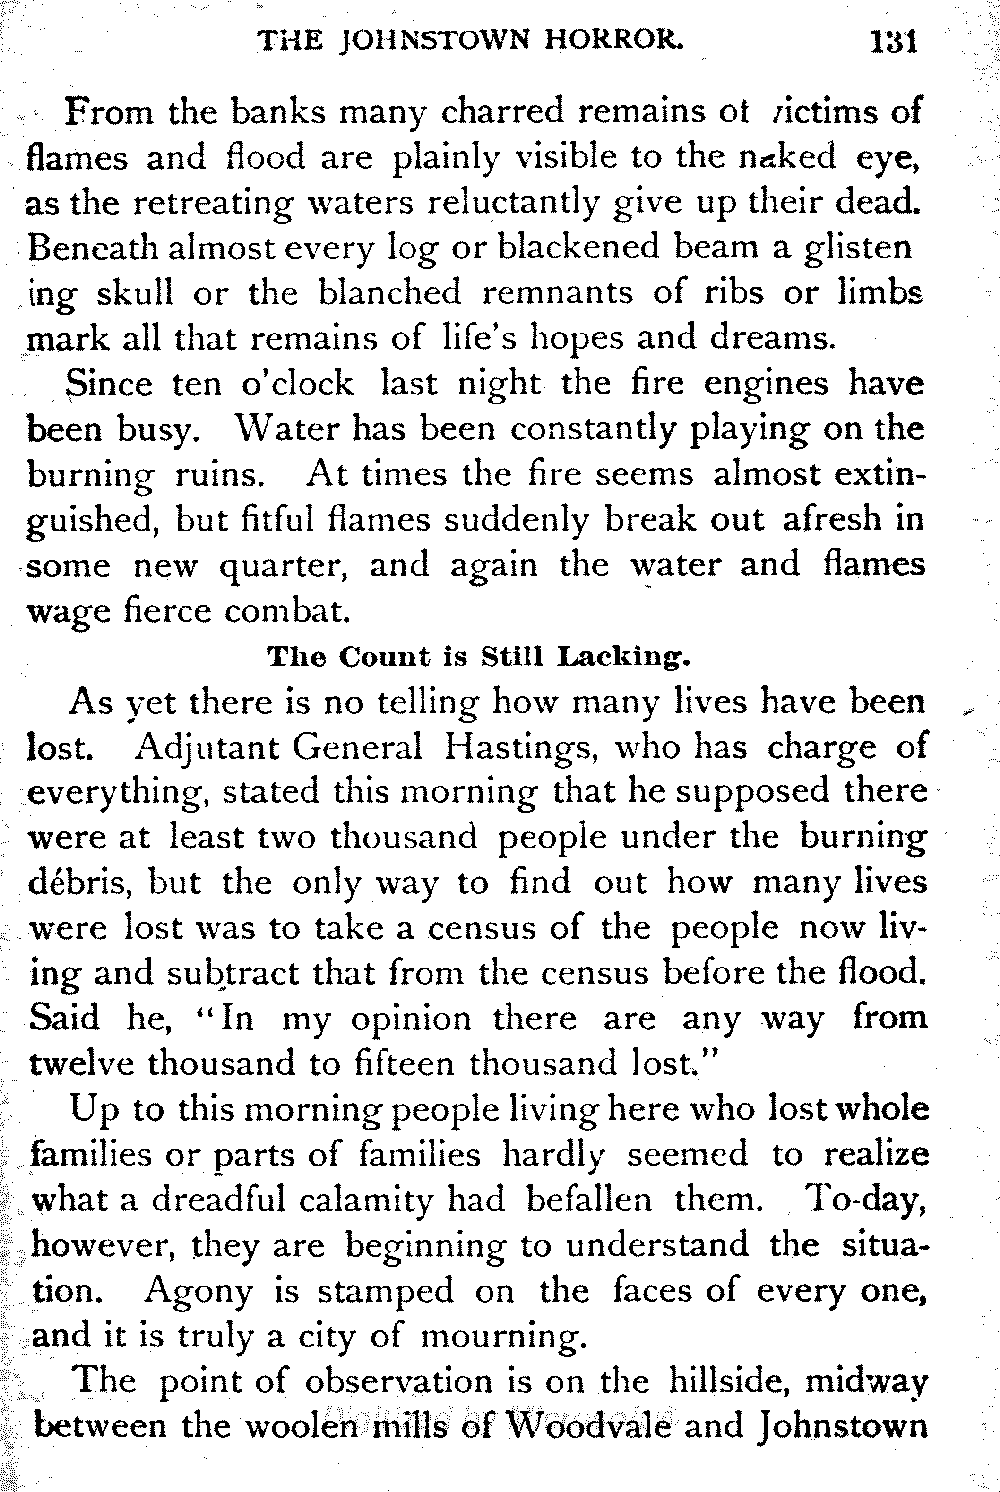 THE JOHNSTOWN HORROR. 131
From the banks many charred remains of victims of
flames and flood are plainly visible to the naked eye,
as the retreating waters reluctantly give up their dead.
Beneath almost every log or blackened beam a glisten
ing skull or the blanched remnants of ribs or limbs
mark all that remains of life's hopes and dreams.
Since ten o'clock last night the fire engines have
been busy. Water has been constantly playing on the
burning ruins. At times the fire seems almost extin-
guished, but fitful flames suddenly break out afresh in
some new quarter, and again the water and flames
wage fierce combat.
The Count is Still Lacking.
As yet there is no telling how many lives have been
lost. Adjutant General Hastings, who has charge of
everything, stated this morning that he supposed there
were at least two thousand people under the burning
débris, but the only way to find out how many lives
were lost was to take a census of the people now liv-
ing and subtract that from the census before the flood.
Said he, "In my opinion there are any way from
twelve thousand to fifteen thousand lost."
Up to this morning people living here who lost whole
families or parts of families hardly seemed to realize
what a dreadful calamity had befallen them. To-day,
however, they are beginning to understand the situa-
tion. Agony is stamped on the faces of every one,
and it is truly a city of mourning.
The point of observation is on the hillside, midway
between the woolen mills of Woodvale and Johnstown